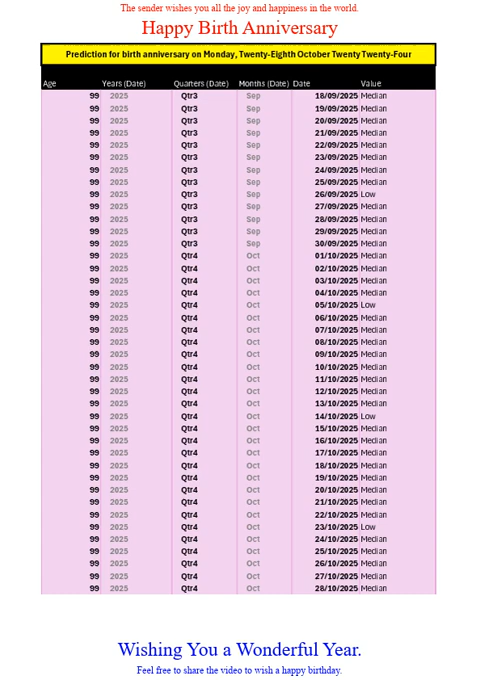 The sender wishes you all the joy and happiness in the world.
Happy Birth Anniversary
Prediction for birth anniversary on Monday, Twenty-Eighth October Twenty Twenty-Four
Age Years (Date) Quarters (Date) Months (Date) Date Value
99 2025 Qtr3 Sep 18/09/2025 Median
99 2025 Qtr3 Sep 19/09/2025 Median
99 2025 Qtr3 Sep 20/09/2025 Median
99 2025 Qtr3 Sep 21/09/2025 Median
99 2025 Qtr3 Sep 22/09/2025 Median
99 2025 Qtr3 Sep 23/09/2025 Median
99 2025 Qtr3 Sep 24/09/2025 Median
99 2025 Qtr3 Sep 25/09/2025 Median
99 2025 Qtr3 Sep 26/09/2025 Low
99 2025 Qtr3 Sep 27/09/2025 Median
99 2025 Qtr3 Sep 28/09/2025 Median
99 2025 Qtr3 Sep 29/09/2025 Median
99 2025 Qtr3 Sep 30/09/2025 Median
99 2025 Qtr4 Oct 01/10/2025 Median
99 2025 Qtr4 Oct 02/10/2025 Median
99 2025 Qtr4 Oct 03/10/2025 Median
99 2025 Qtr4 Oct 04/10/2025 Median
99 2025 Qtr4 Oct 05/10/2025 Low
99 2025 Qtr4 Oct 06/10/2025 Median
99 2025 Qtr4 Oct 07/10/2025 Median
99 2025 Qtr4 Oct 08/10/2025 Median
99 2025 Qtr4 Oct 09/10/2025 Median
99 2025 Qtr4 Oct 10/10/2025 Median
99 2025 Qtr4 Oct 11/10/2025 Median
99 2025 Qtr4 Oct 12/10/2025 Median
99 2025 Qtr4 Oct 13/10/2025 Median
99 2025 Qtr4 Oct 14/10/2025 Low
99 2025 Qtr4 Oct 15/10/2025 Median
99 2025 Qtr4 Oct 16/10/2025 Median
99 2025 Qtr4 Oct 17/10/2025 Median
99 2025 Qtr4 Oct 18/10/2025 Median
99 2025 Qtr4 Oct 19/10/2025 Median
99 2025 Qtr4 Oct 20/10/2025 Median
99 2025 Qtr4 Oct 21/10/2025 Median
99 2025 Qtr4 Oct 22/10/2025 Median
99 2025 Qtr4 Oct 23/10/2025 Low
99 2025 Qtr4 Oct 24/10/2025 Median
99 2025 Qtr4 Oct 25/10/2025 Median
99 2025 Qtr4 Oct 26/10/2025 Median
99 2025 Qtr4 Oct 27/10/2025 Median
99 2025 Qtr4 Oct 28/10/2025 Median
Wishing You a Wonderful Year.
Feel free to share the video to wish a happy birthday.